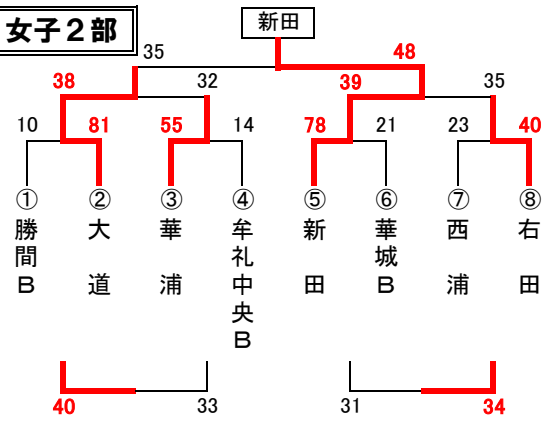 女子2部
新田
35 48
38 32 39 35
10 81 55 14 78 21 23 40
① ② ③ ④ ⑤ ⑥ ⑦ ⑧
勝間B
大道
華浦
牟礼中央B
新田
華城B
西浦
右田
40 33 31 34